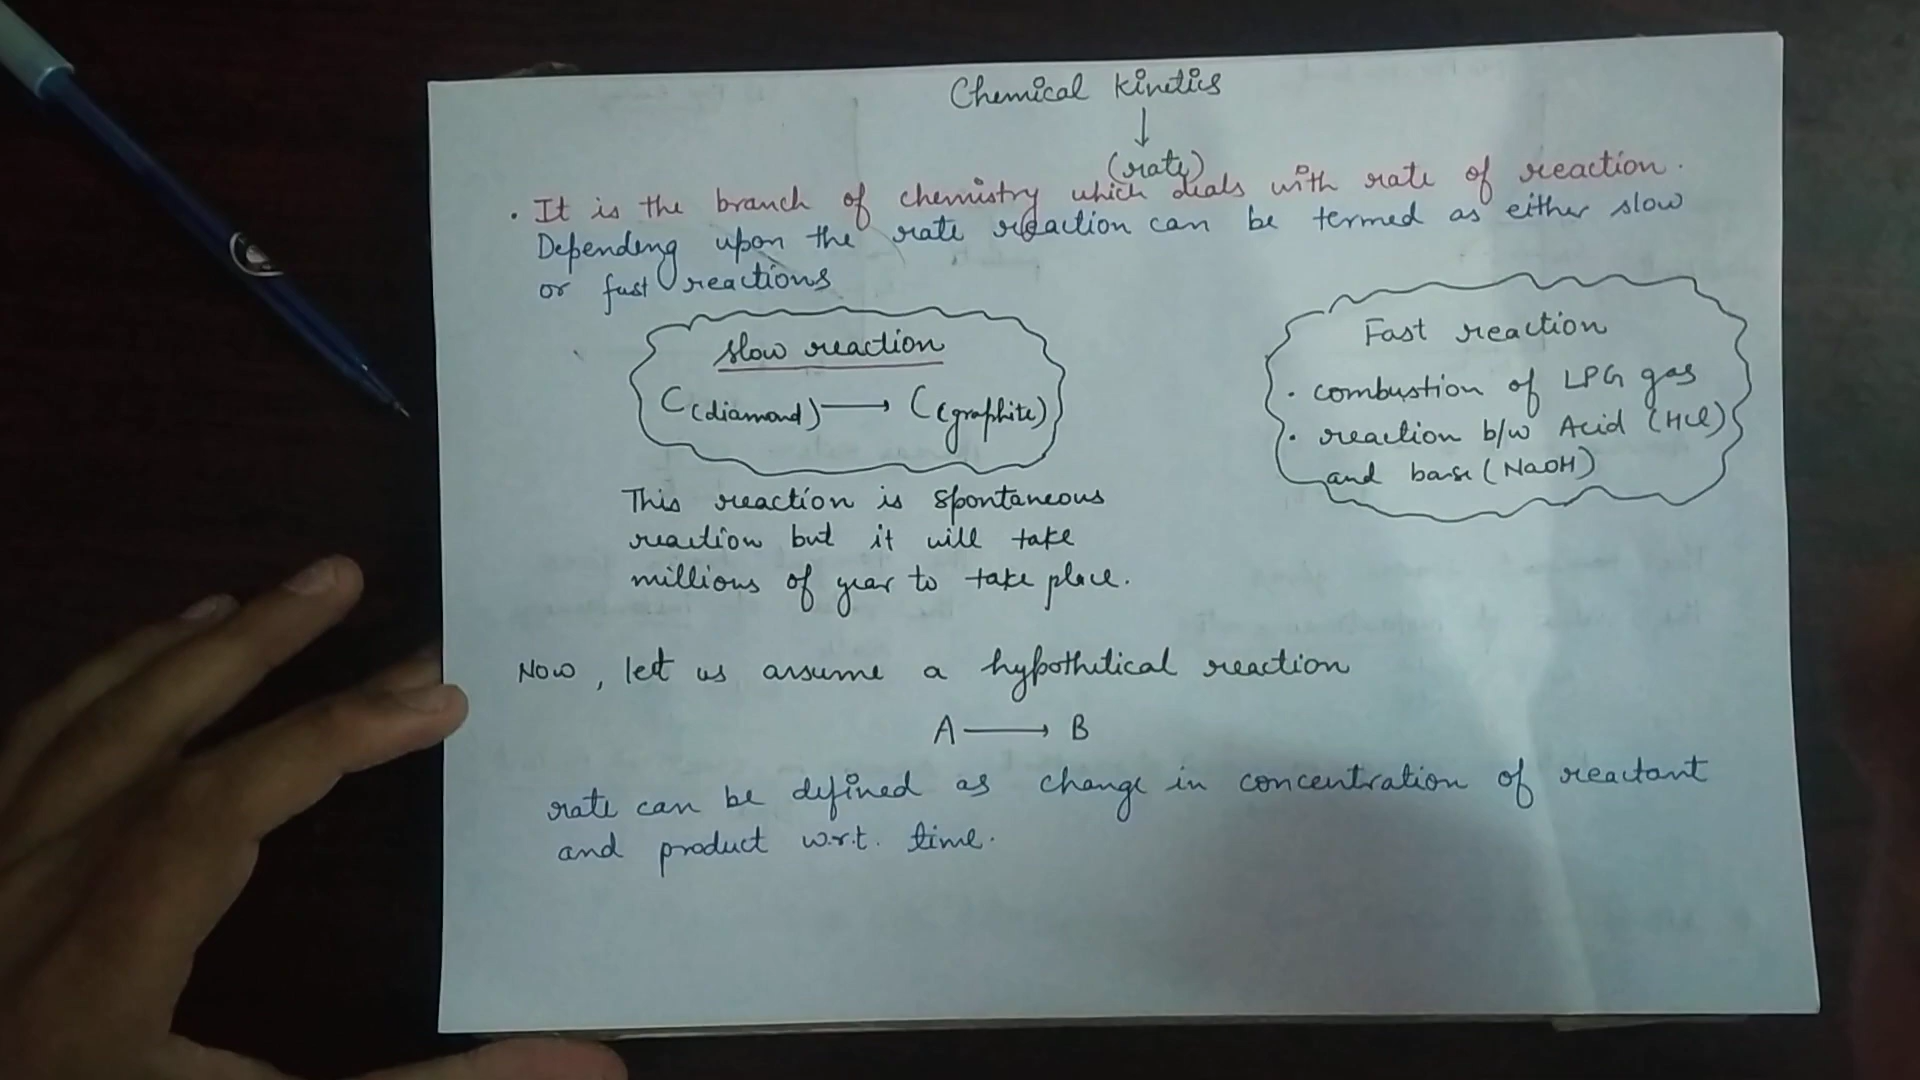 Chemical kinetics
↓
(rate)
• It is the branch of chemistry which deals with rate of reaction.
Depending upon the rate reaction can be termed as either slow
or fast reactions
slow reaction
C(diamond) → C(graphite)
This reaction is spontaneous
reaction but it will take
millions of year to take place.
Fast reaction
• combustion of LPG gas
• reaction b/w Acid (HCl)
and base (NaOH)
Now, let us assume a hypothitical reaction
A → B
rate can be defined as change in concentration of reactant
and product w.r.t. time.